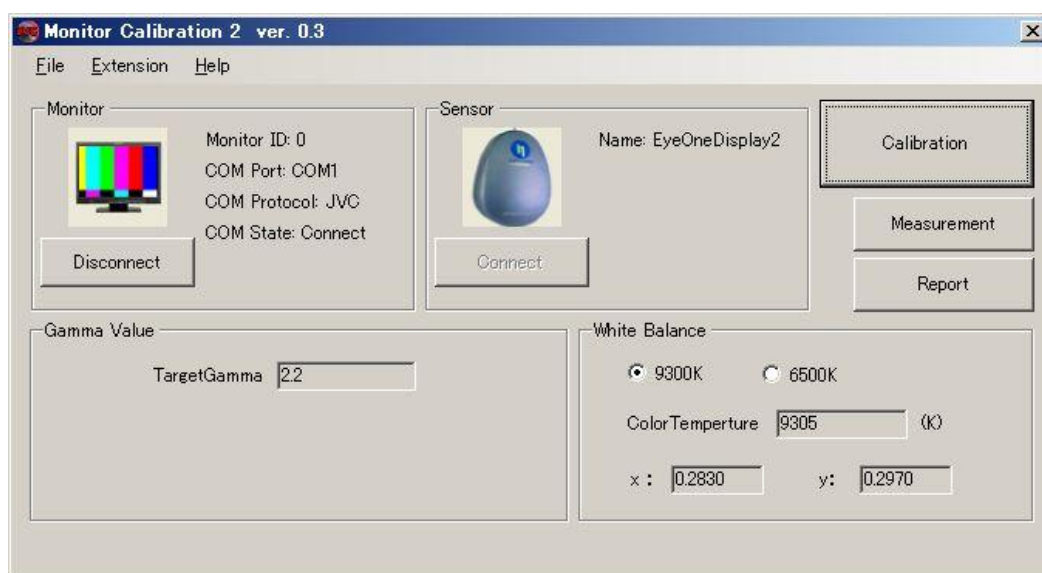 Monitor Calibration 2 ver. 0.3
File Extension Help
Monitor
Monitor ID: 0
COM Port: COM1
COM Protocol: JVC
COM State: Connect
Disconnect
Sensor
Name: EyeOneDisplay2
Connect
Calibration
Measurement
Report
Gamma Value
TargetGamma 2.2
White Balance
9300K 6500K
ColorTemperture 9305 (K)
x : 0.2830 y: 0.2970